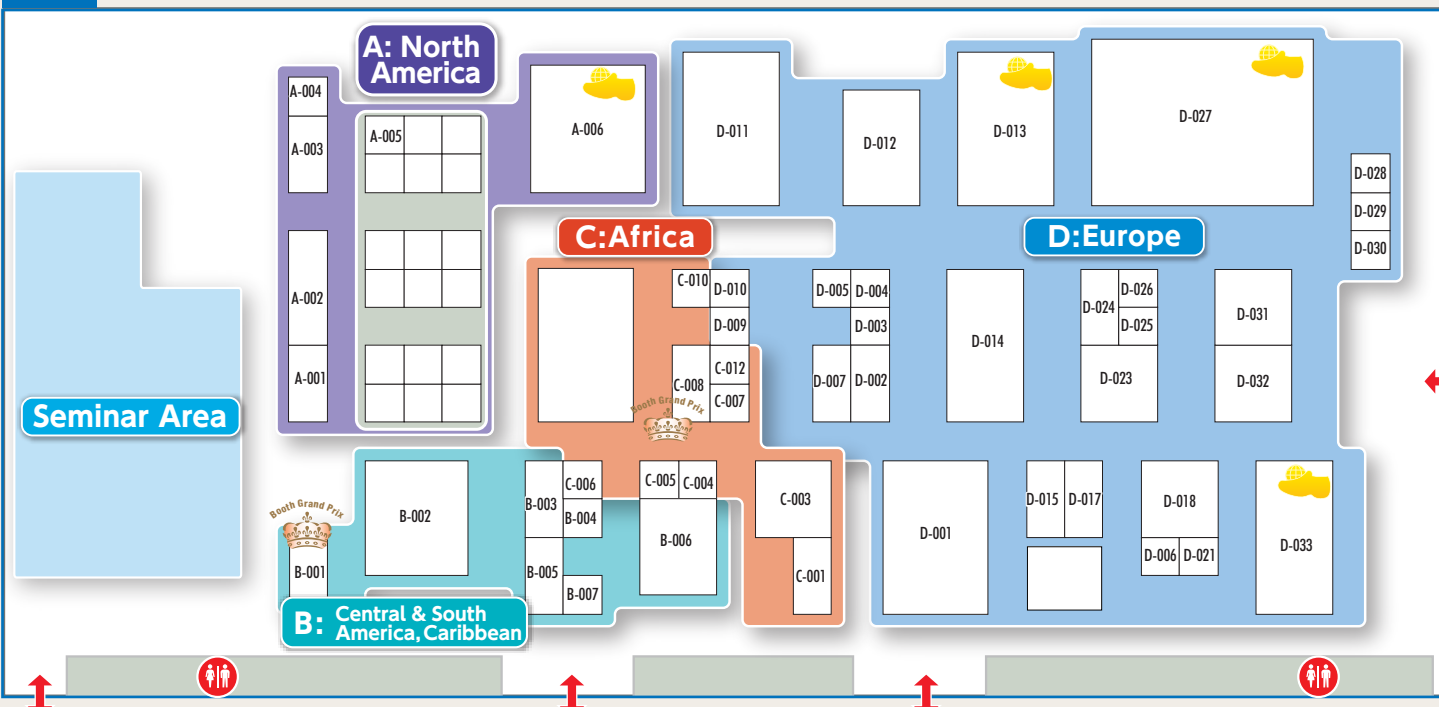 A: North
America
A-004
A-003
A-002
A-001
A-005
A-006
D-011
D-012
D-013
D-027
D-028
D-029
D-030
C:Africa
D:Europe
C-010
D-010
D-009
C-008
C-012
C-007
Booth Grand Prix
D-005
D-004
D-003
D-007
D-002
D-014
D-024
D-026
D-025
D-023
D-031
D-032
Seminar Area
Booth Grand Prix
B-001
B-002
B-003
C-006
B-004
B-005
B-007
C-005
C-004
B-006
C-003
C-001
D-001
D-015
D-017
D-018
D-006
D-021
D-033
B: Central & South
America, Caribbean